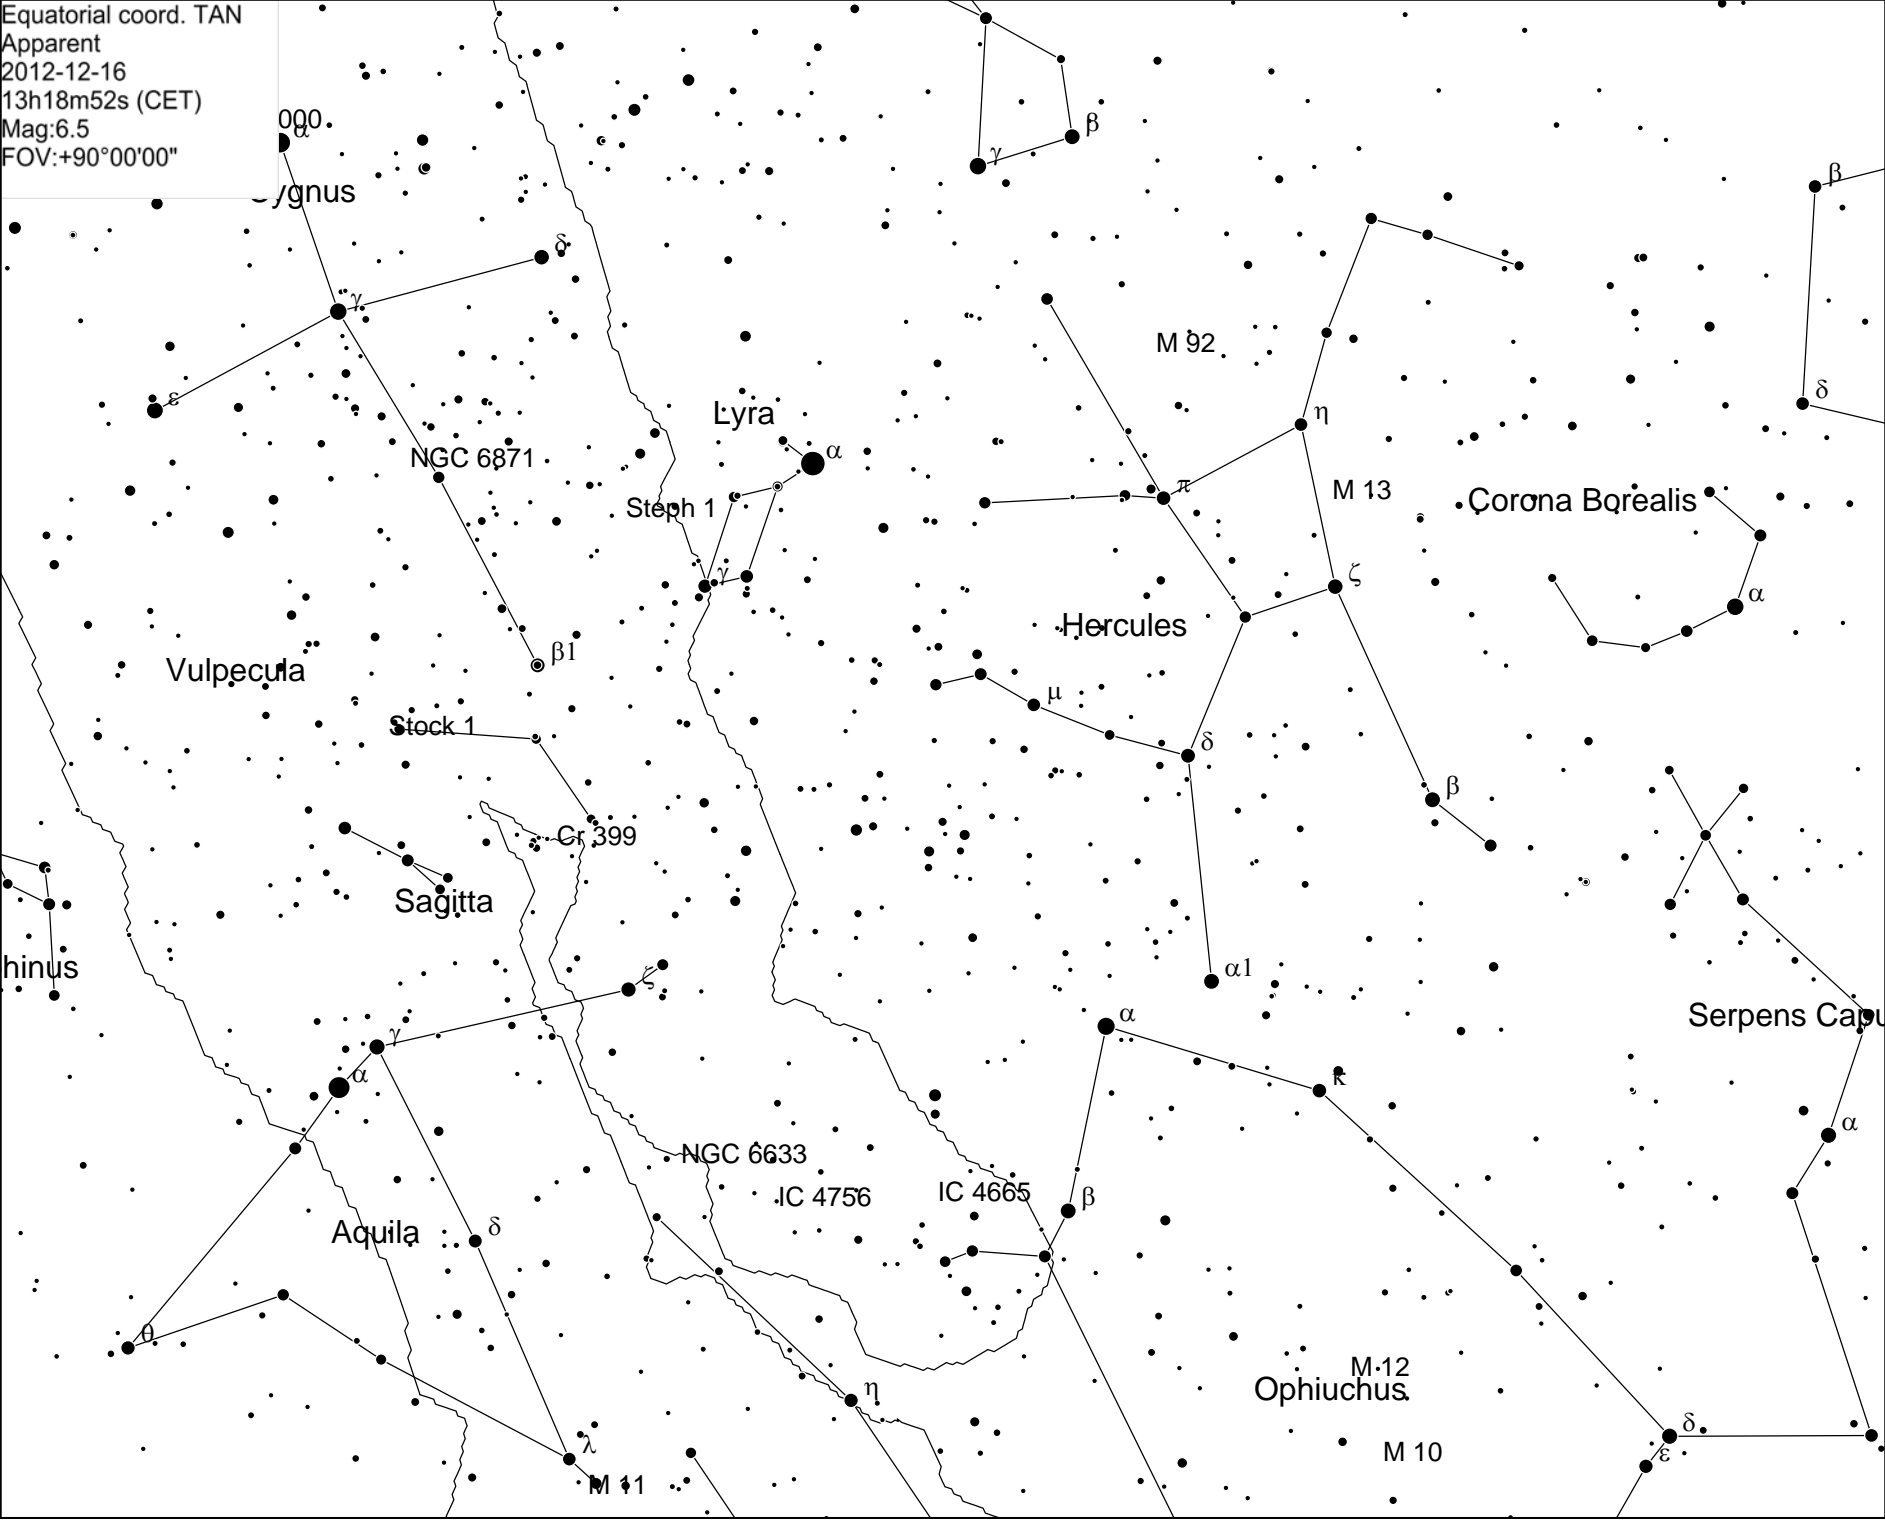 Equatorial coord. TAN
Apparent
2012-12-16
13h18m52s (CET)
Mag:6.5
FOV:+90°00'00"
000
α
ygnus
β
γ
β
δ
γ
M 92
ε
δ
Lyra
η
α
NGC 6871
π
M 13
Corona Borealis
Steph 1
γ
ζ
α
Hercules
β1
Vulpecula
μ
Stock 1
δ
β
Cr 399
Sagitta
hinus
ζ
α1
α
Serpens Capu
γ
α
κ
α
NGC 6633
IC 4756
IC 4665
β
Aquila
δ
θ
M 12
Ophiuchus
η
δ
λ
M 10
ε
M 11